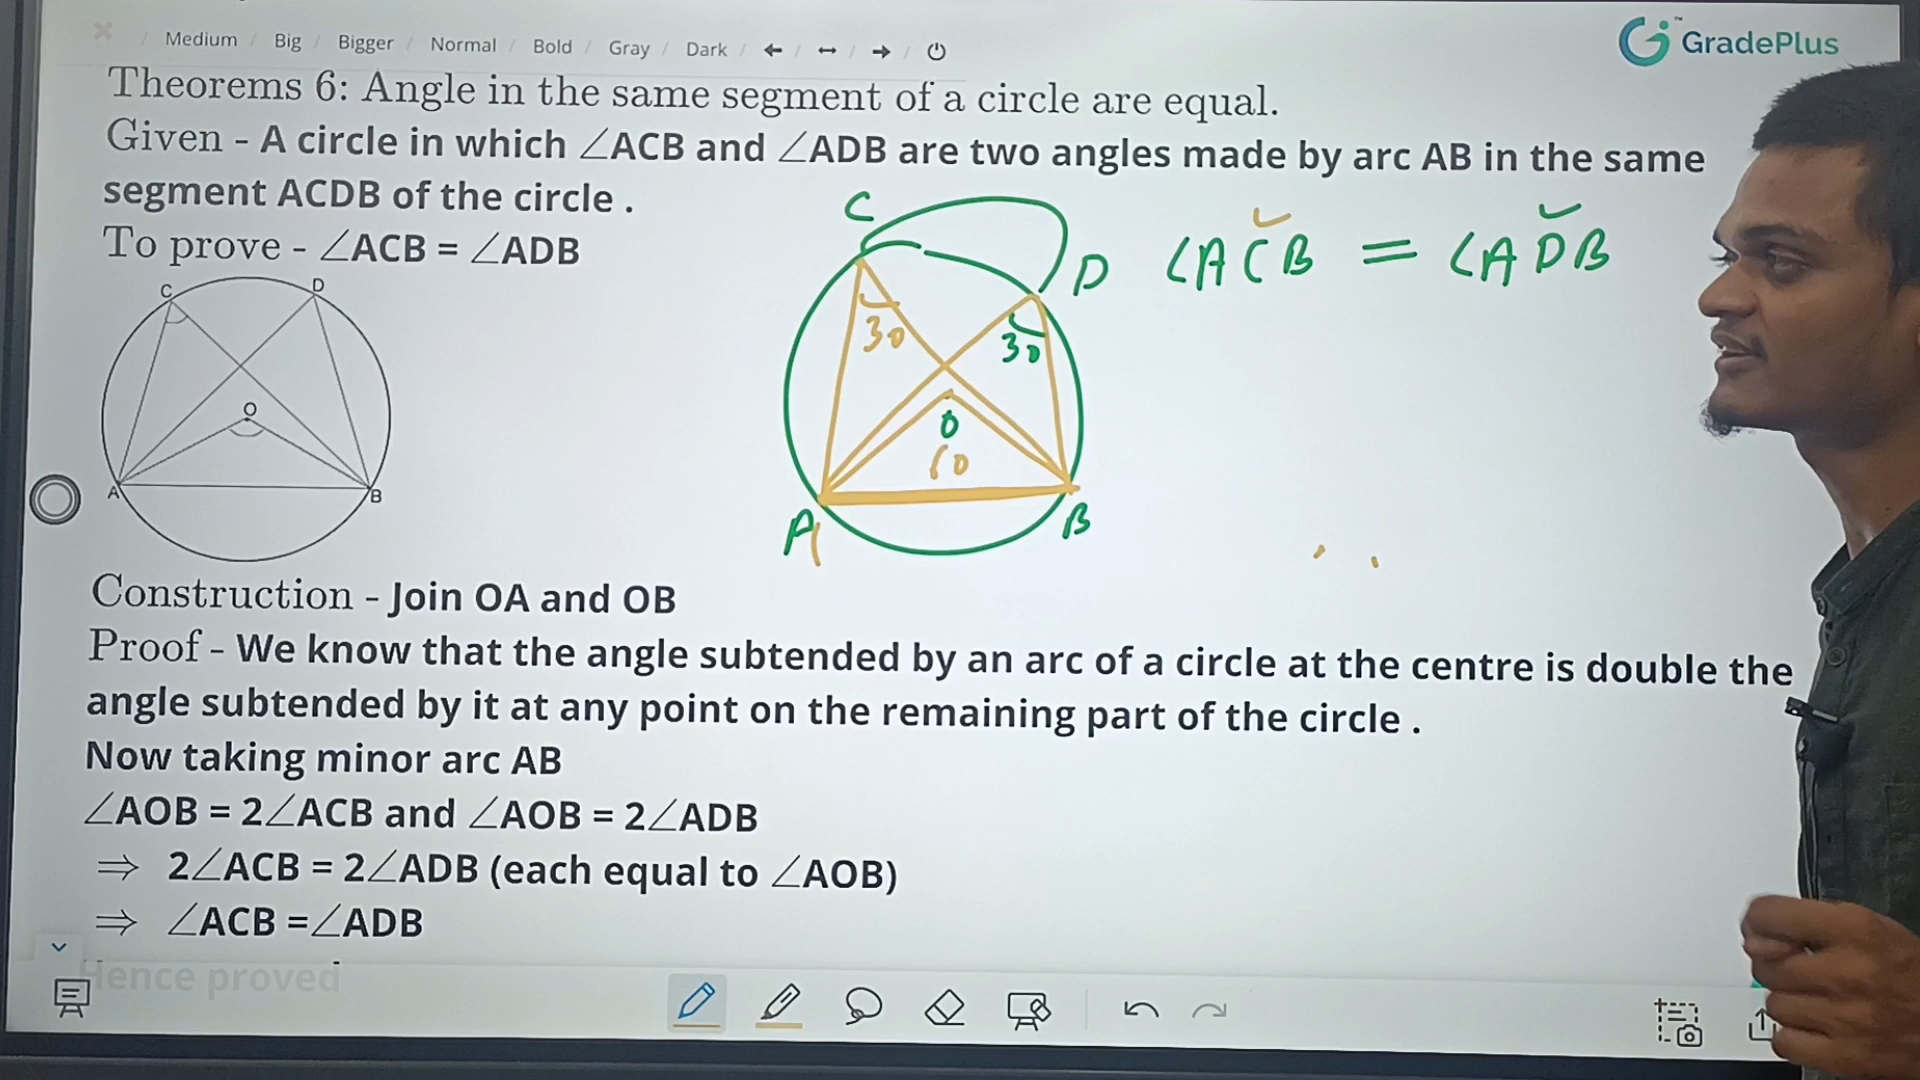 Medium / Big / Bigger / Normal / Bold / Gray / Dark / ← / ↔ / → /
GradePlus™
Theorems 6: Angle in the same segment of a circle are equal.
Given - A circle in which ∠ACB and ∠ADB are two angles made by arc AB in the same
segment ACDB of the circle .
To prove - ∠ACB = ∠ADB
C D
O
A B
C
D
∠ACB = ∠ADB
30 30
O
60
A B
Construction - Join OA and OB
Proof - We know that the angle subtended by an arc of a circle at the centre is double the
angle subtended by it at any point on the remaining part of the circle .
Now taking minor arc AB
∠AOB = 2∠ACB and ∠AOB = 2∠ADB
⇒ 2∠ACB = 2∠ADB (each equal to ∠AOB)
⇒ ∠ACB =∠ADB
Hence proved